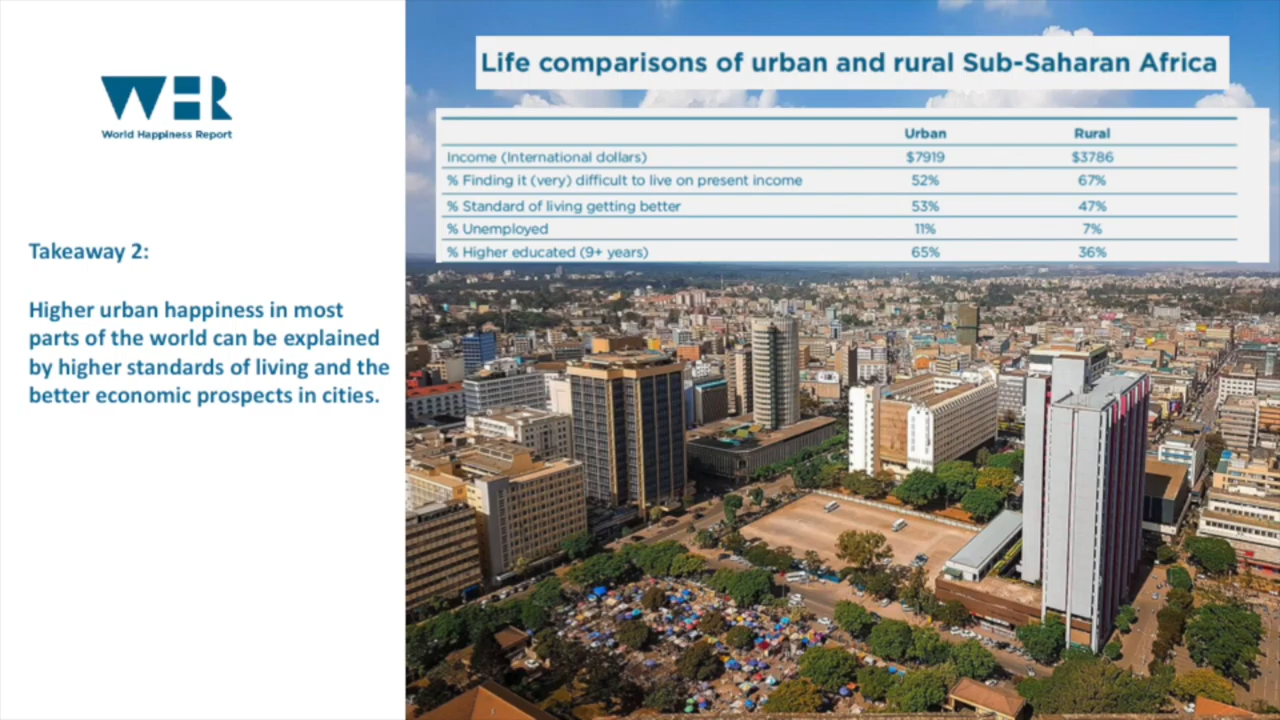 WHR
World Happiness Report
Takeaway 2:
Higher urban happiness in most
parts of the world can be explained
by higher standards of living and the
better economic prospects in cities.
Life comparisons of urban and rural Sub-Saharan Africa
Urban Rural
Income (International dollars) $7919 $3786
% Finding it (very) difficult to live on present income 52% 67%
% Standard of living getting better 53% 47%
% Unemployed 11% 7%
% Higher educated (9+ years) 65% 36%